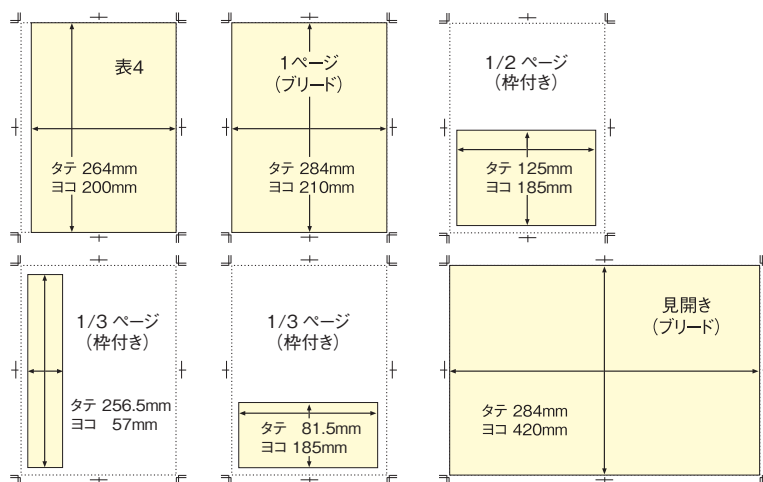 表4
タテ 264mm
ヨコ 200mm
1ページ
(ブリード)
タテ 284mm
ヨコ 210mm
1/2 ページ
(枠付き)
タテ 125mm
ヨコ 185mm
1/3 ページ
(枠付き)
タテ 256.5mm
ヨコ 57mm
1/3 ページ
(枠付き)
タテ 81.5mm
ヨコ 185mm
見開き
(ブリード)
タテ 284mm
ヨコ 420mm